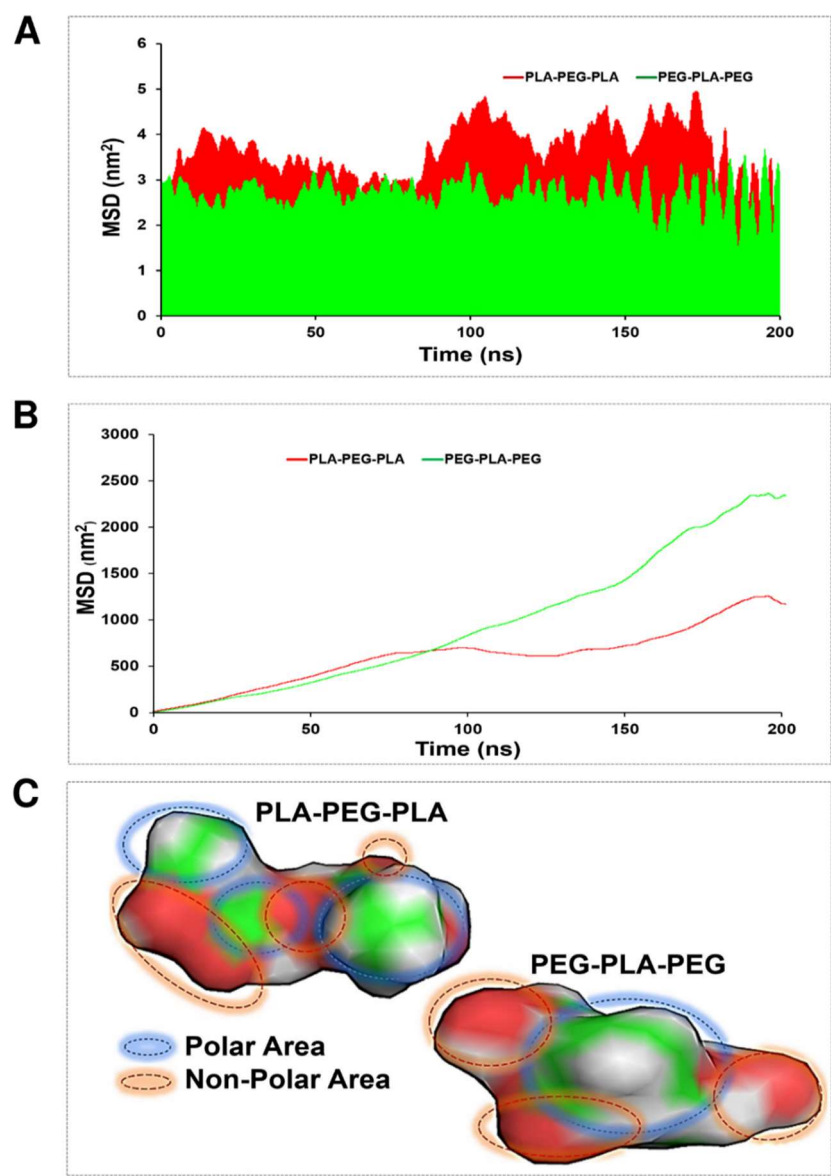 A
MSD (nm²)
6
5
4
3
2
1
0
PLA-PEG-PLA PEG-PLA-PEG
0 50 100 150 200
Time (ns)
B
MSD (nm²)
3000
2500
2000
1500
1000
500
0
PLA-PEG-PLA PEG-PLA-PEG
0 50 100 150 200
Time (ns)
C
PLA-PEG-PLA
PEG-PLA-PEG
Polar Area
Non-Polar Area